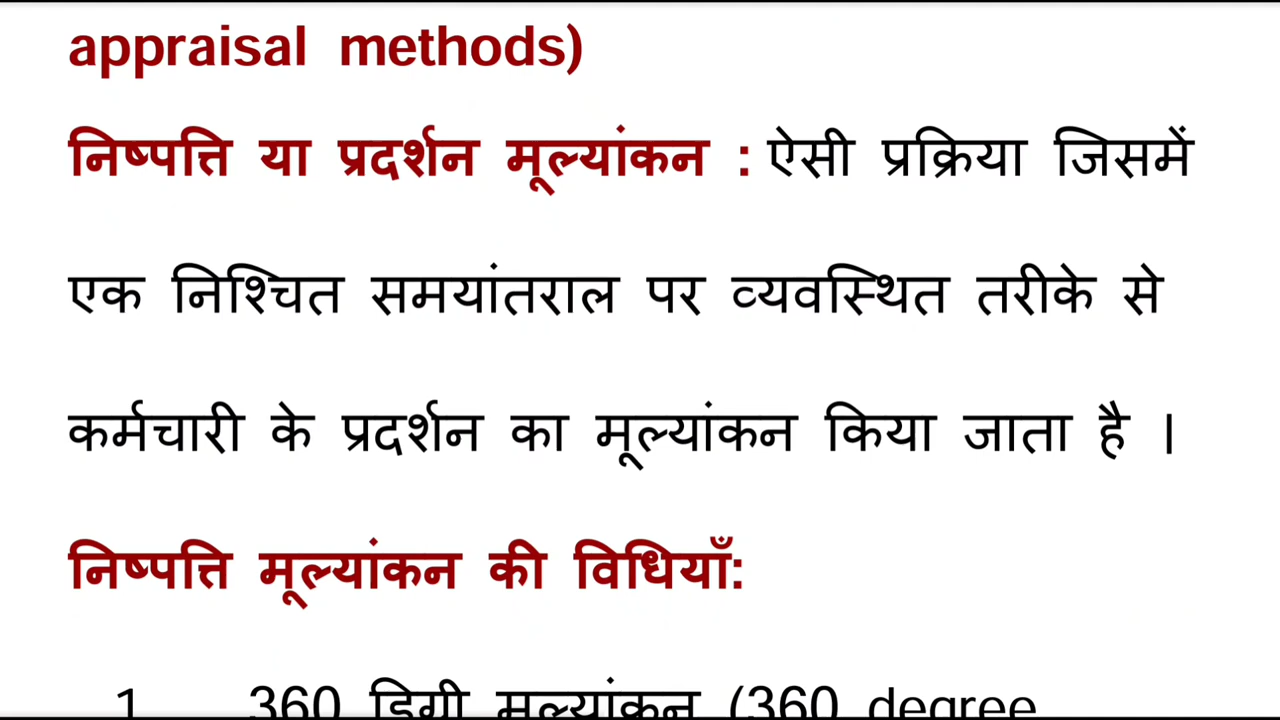 appraisal methods)
निष्पत्ति या प्रदर्शन मूल्यांकन : ऐसी प्रक्रिया जिसमें
एक निश्चित समयांतराल पर व्यवस्थित तरीके से
कर्मचारी के प्रदर्शन का मूल्यांकन किया जाता है ।
निष्पत्ति मूल्यांकन की विधियाँ:
1 360 डिग्री मूल्यांकन (360 degree